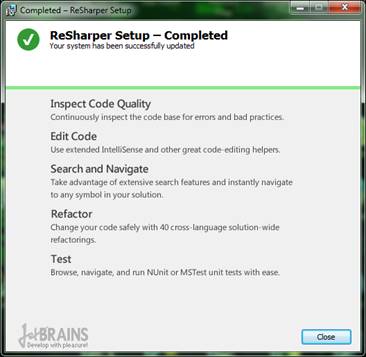 Completed – ReSharper Setup
ReSharper Setup – Completed
Your system has been successfully updated
Inspect Code Quality
Continuously inspect the code base for errors and bad practices.
Edit Code
Use extended IntelliSense and other great code-editing helpers.
Search and Navigate
Take advantage of extensive search features and instantly navigate
to any symbol in your solution.
Refactor
Change your code safely with 40 cross-language solution-wide
refactorings.
Test
Browse, navigate, and run NUnit or MSTest unit tests with ease.
JetBRAINS
Develop with pleasure!
Close